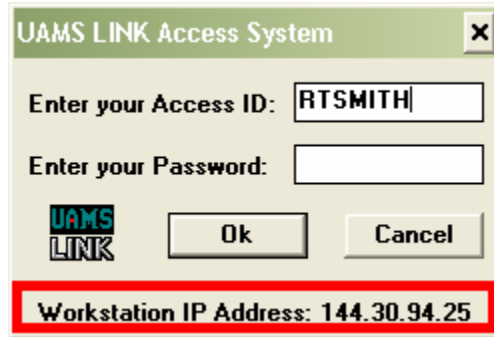 UAMS LINK Access System
Enter your Access ID: RTSMITH
Enter your Password:
UAMS
LINK
Ok
Cancel
Workstation IP Address: 144.30.94.25